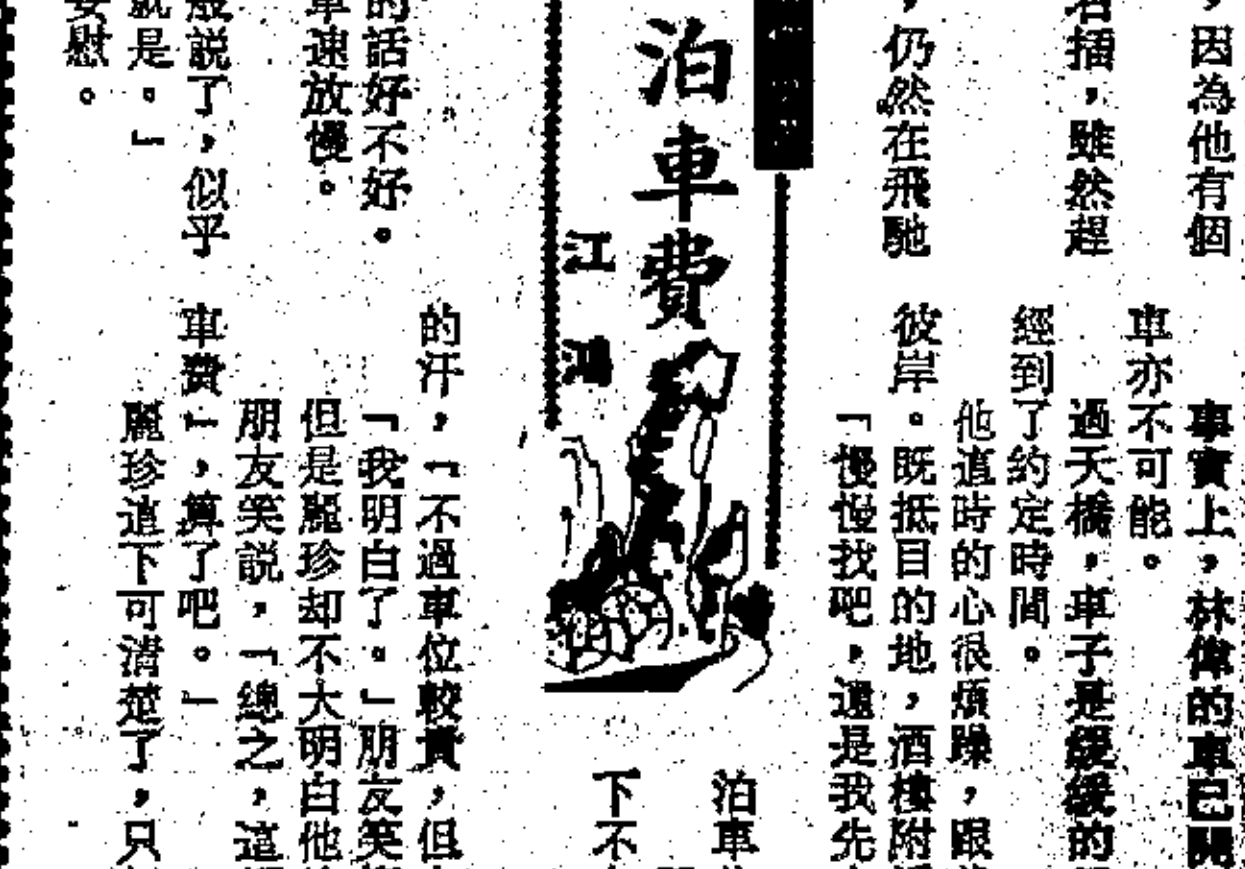 ，因為他有個
右插，雖然趕
，仍然在飛馳
泊車費
江鴻
的話好不好。
車速放慢。
般説了，似乎
就是。」
安慰。
事實上，林偉的車已開
車亦不可能。
過天橋，車子是緩緩的
經到了約定時間。
他這時的心很煩躁，跟
彼岸。既抵目的地，酒樓附
「慢慢找吧，還是我先
泊車
下不
的汗，「不過車位較貴，但
「我明白了。」朋友笑
但是麗珍却不大明白他
朋友笑説，「總之，這
車費」，算了吧。」
麗珍這下可清楚了，只